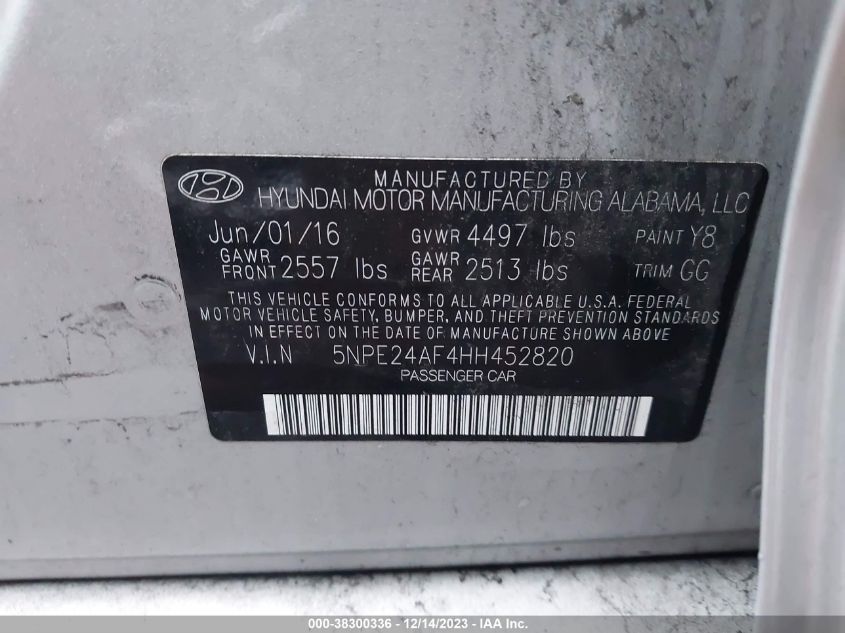 MANUFACTURED BY
HYUNDAI MOTOR MANUFACTURING ALABAMA, LLC
Jun/01/16 GVWR 4497 lbs PAINT Y8
GAWR FRONT 2557 lbs GAWR REAR 2513 lbs TRIM GG
THIS VEHICLE CONFORMS TO ALL APPLICABLE U.S.A. FEDERAL
MOTOR VEHICLE SAFETY, BUMPER, AND THEFT PREVENTION STANDARDS
IN EFFECT ON THE DATE OF MANUFACTURE SHOWN
V.I.N 5NPE24AF4HH452820
PASSENGER CAR
000-38300336 - 12/14/2023 - IAA Inc.